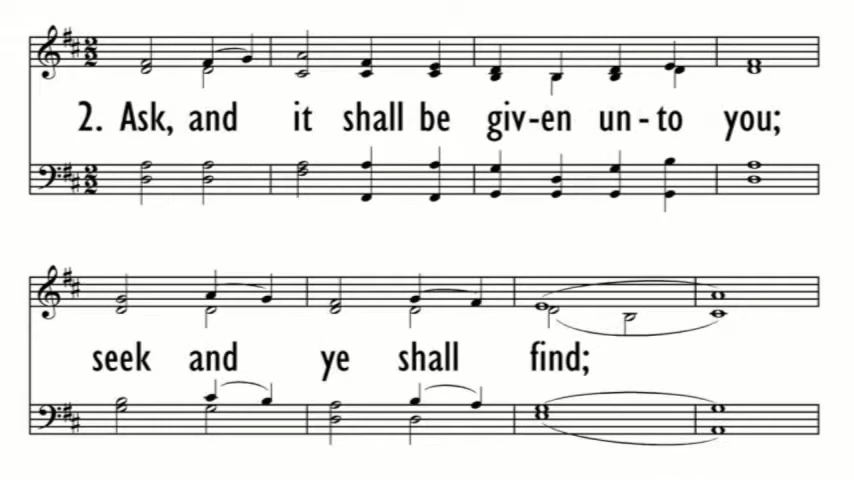 2. Ask, and it shall be giv-en un-to you;
seek and ye shall find;